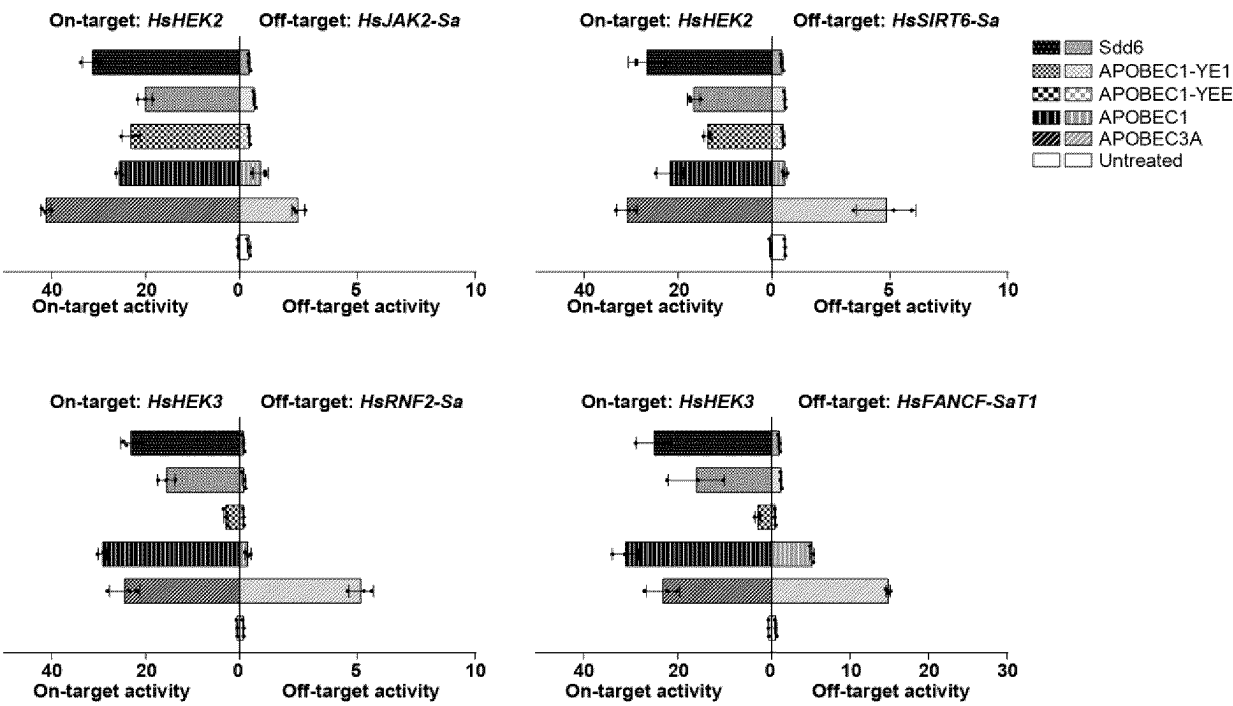 On-target: HsHEK2 Off-target: HsJAK2-Sa
40 20 0 5 10
On-target activity Off-target activity
On-target: HsHEK2 Off-target: HsSIRT6-Sa
40 20 0 5 10
On-target activity Off-target activity
Sdd6
APOBEC1-YE1
APOBEC1-YEE
APOBEC1
APOBEC3A
Untreated
On-target: HsHEK3 Off-target: HsRNF2-Sa
40 20 0 5 10
On-target activity Off-target activity
On-target: HsHEK3 Off-target: HsFANCF-SaT1
40 20 0 10 20 30
On-target activity Off-target activity